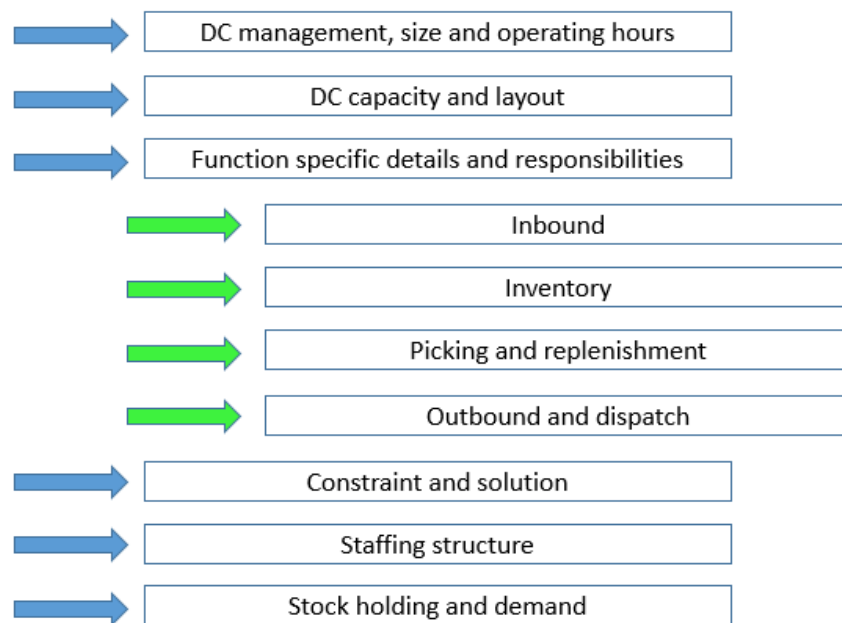 DC management, size and operating hours
DC capacity and layout
Function specific details and responsibilities
Inbound
Inventory
Picking and replenishment
Outbound and dispatch
Constraint and solution
Staffing structure
Stock holding and demand